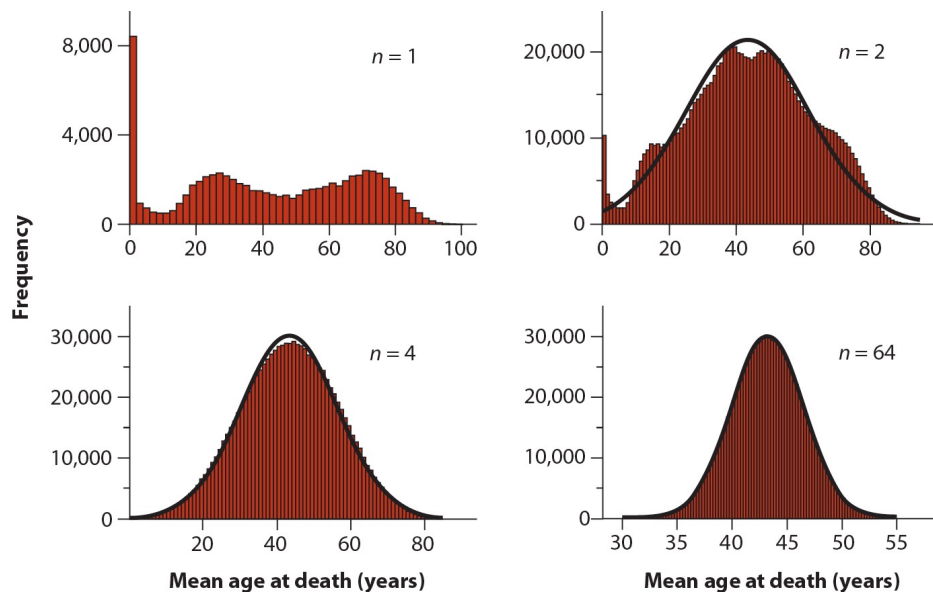 8,000
4,000
0
n = 1
0 20 40 60 80 100
20,000
10,000
0
n = 2
0 20 40 60 80
Frequency
30,000
20,000
10,000
0
n = 4
20 40 60 80
Mean age at death (years)
30,000
20,000
10,000
0
n = 64
30 35 40 45 50 55
Mean age at death (years)